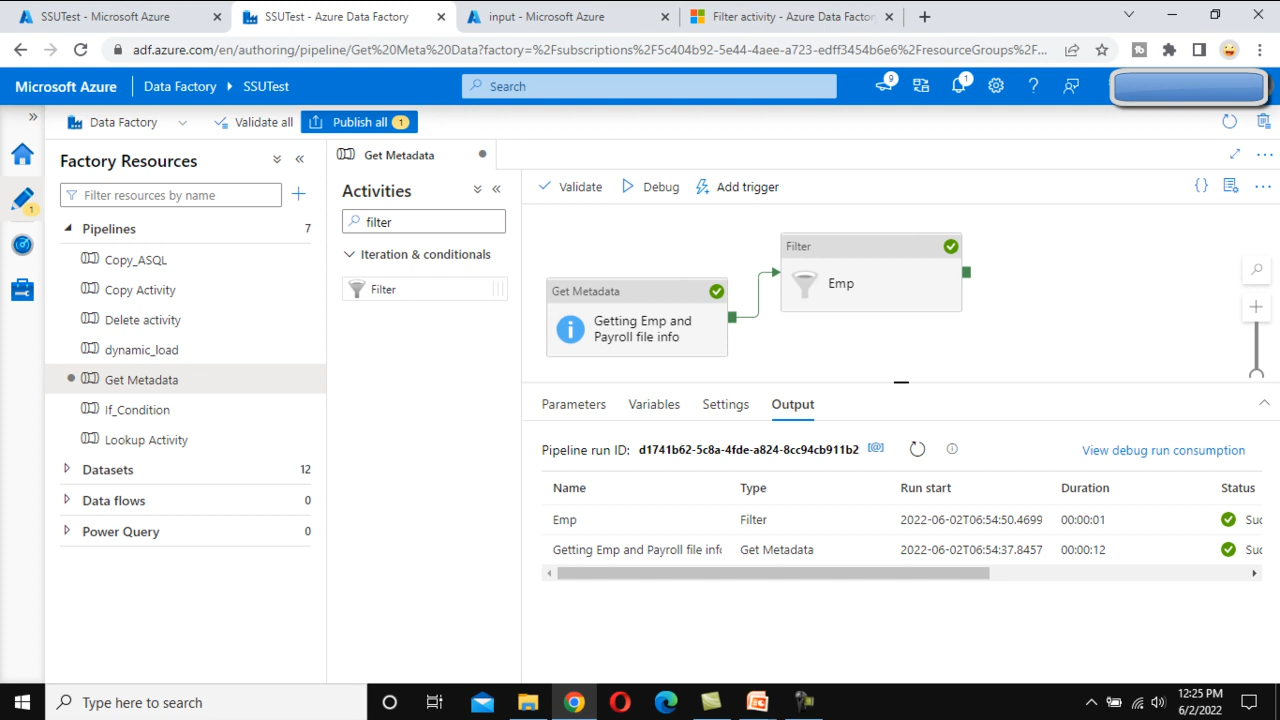 SSUTest - Microsoft Azure
SSUTest - Azure Data Factory
input - Microsoft Azure
Filter activity - Azure Data Factory
adf.azure.com/en/authoring/pipeline/Get%20Meta%20Data?factory=%2Fsubscriptions%2F5c404b92-5e44-4aee-a723-edff3454b6e6%2FresourceGroups%2F...
Microsoft Azure
Data Factory
SSUTest
Search
9
1
Data Factory
Validate all
Publish all
1
Factory Resources
Filter resources by name
Pipelines
7
Copy_ASQL
Copy Activity
Delete activity
dynamic_load
Get Metadata
If_Condition
Lookup Activity
Datasets
12
Data flows
0
Power Query
0
1
Get Metadata
Activities
filter
Iteration & conditionals
Filter
Validate
Debug
Add trigger
Get Metadata
Getting Emp and
Payroll file info
Filter
Emp
Parameters
Variables
Settings
Output
Pipeline run ID: d1741b62-5c8a-4fde-a824-8cc94cb911b2
View debug run consumption
Name Type Run start Duration Status
Emp Filter 2022-06-02T06:54:50.4699 00:00:01 Suc
Getting Emp and Payroll file info Get Metadata 2022-06-02T06:54:37.8457 00:00:12 Suc
Type here to search
12:25 PM
6/2/2022